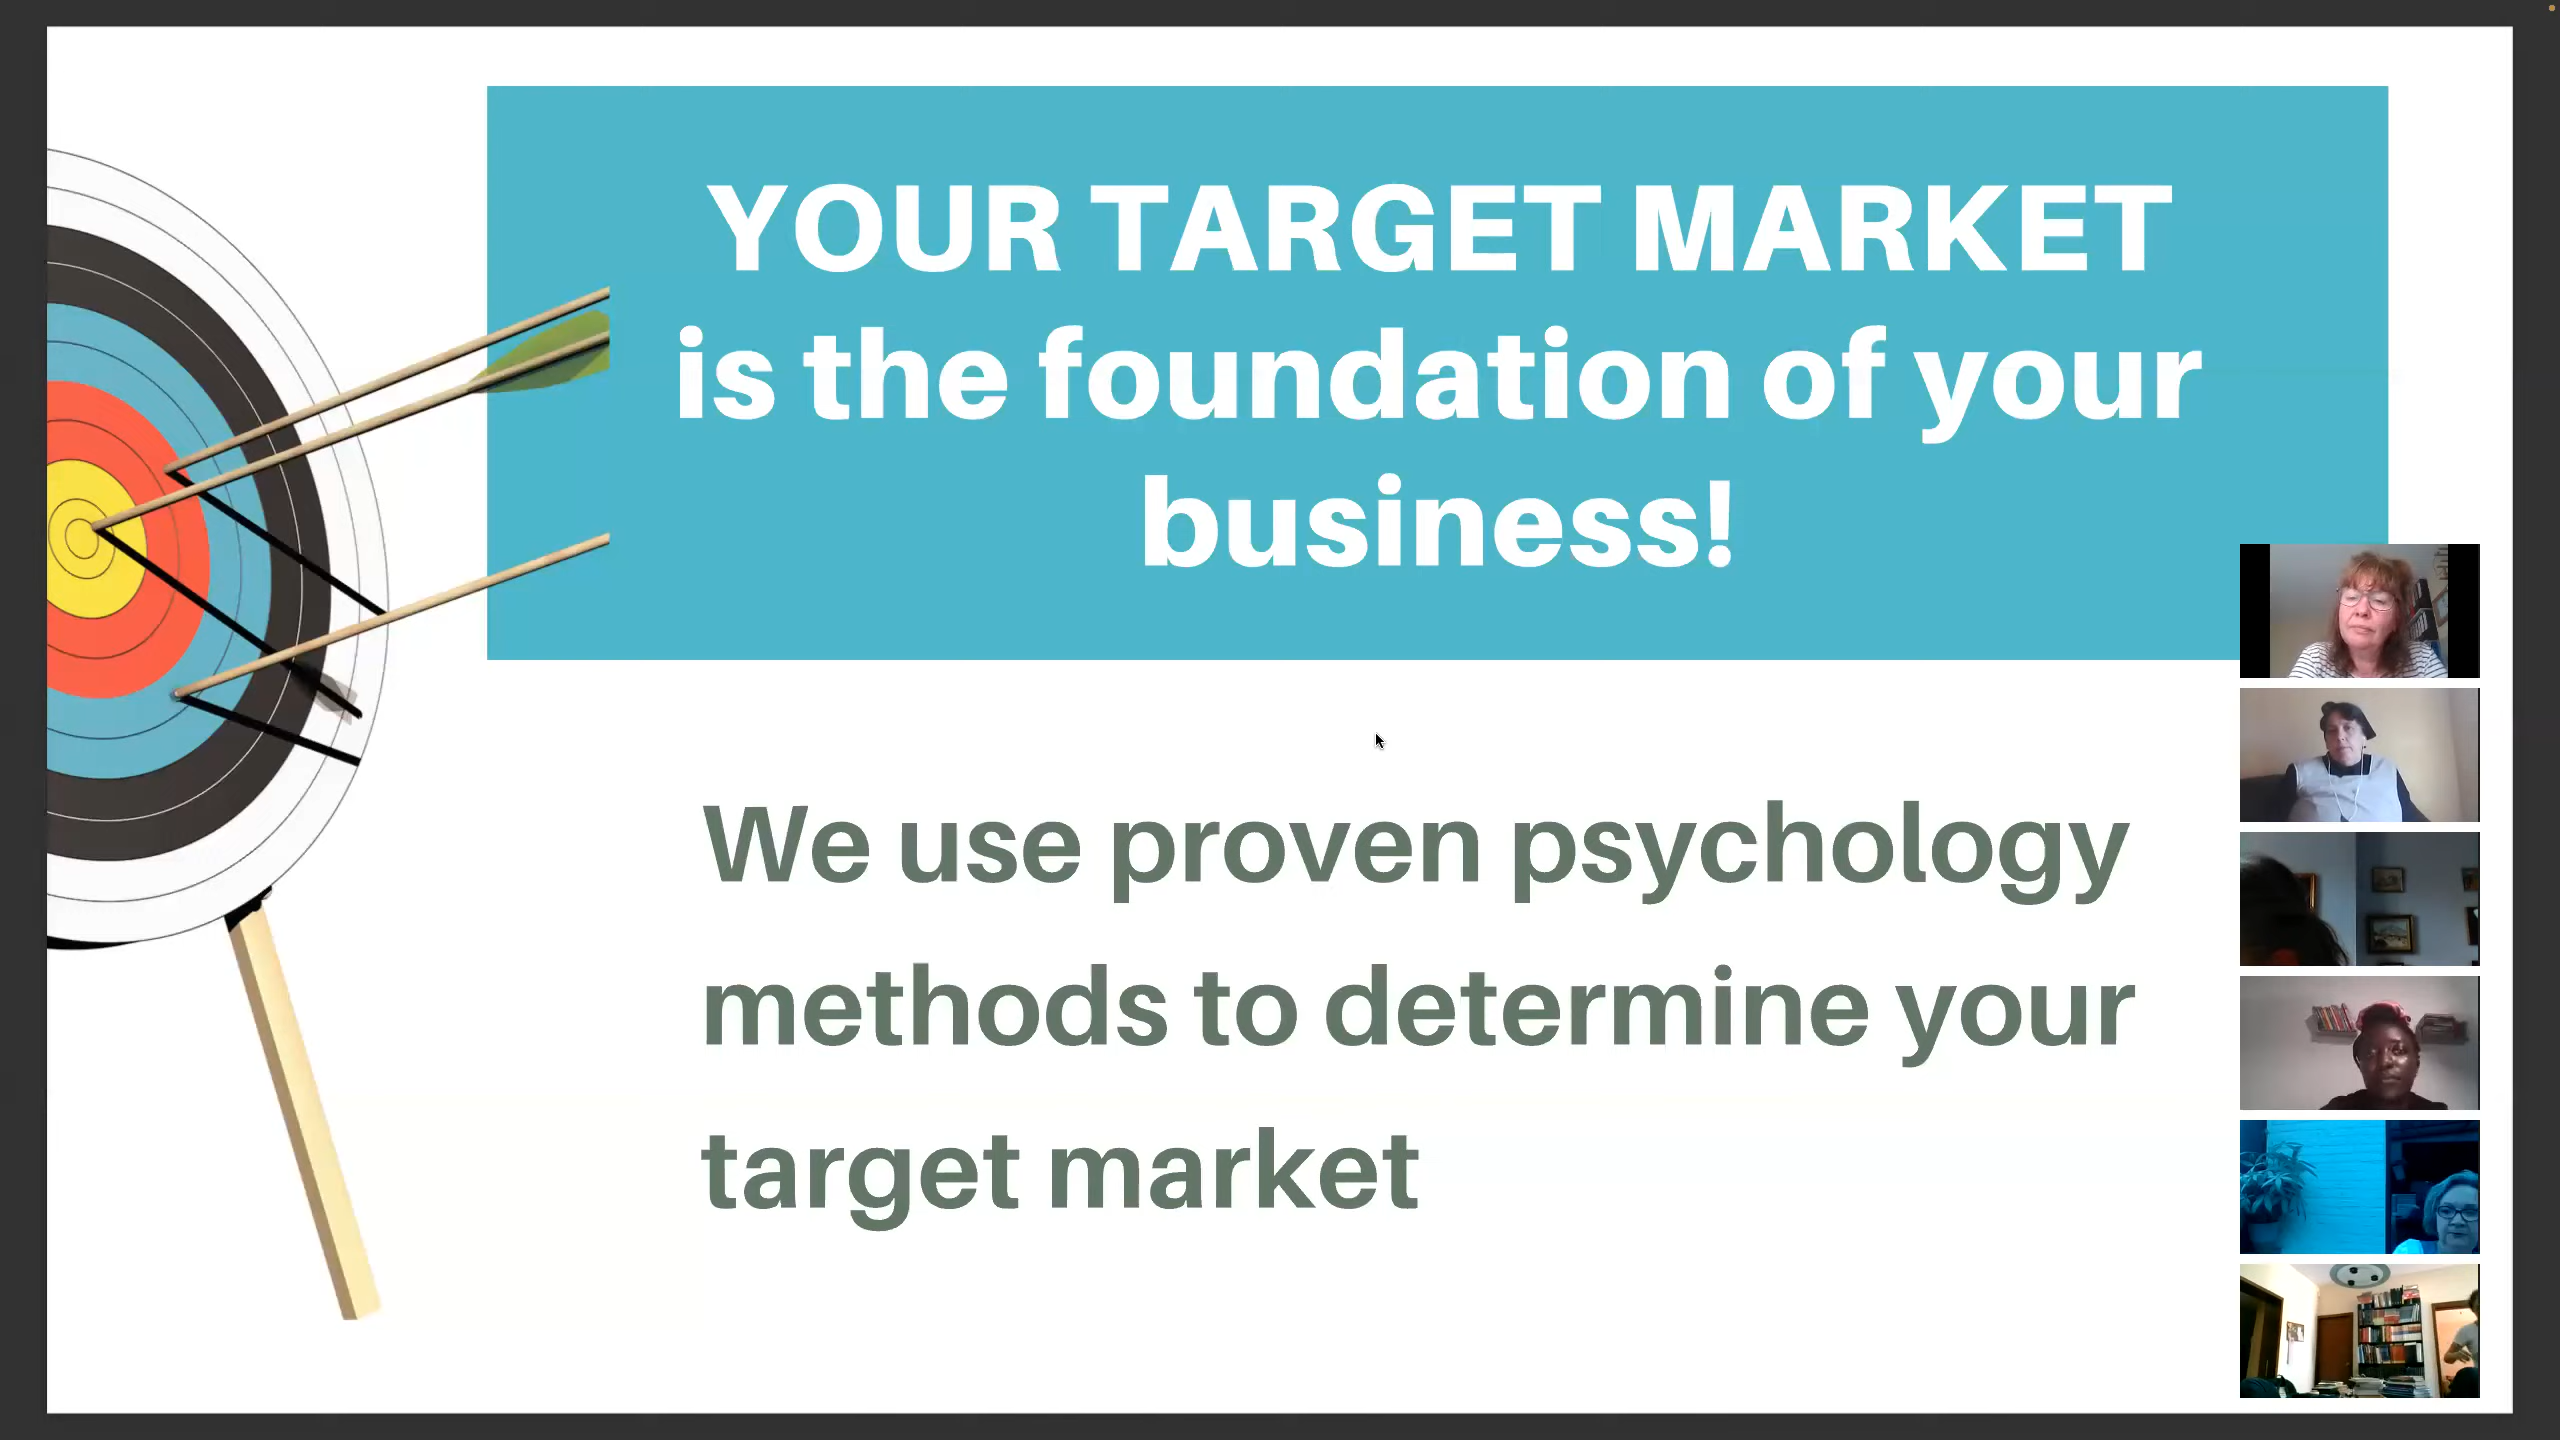 YOUR TARGET MARKET
is the foundation of your
business!
We use proven psychology
methods to determine your
target market